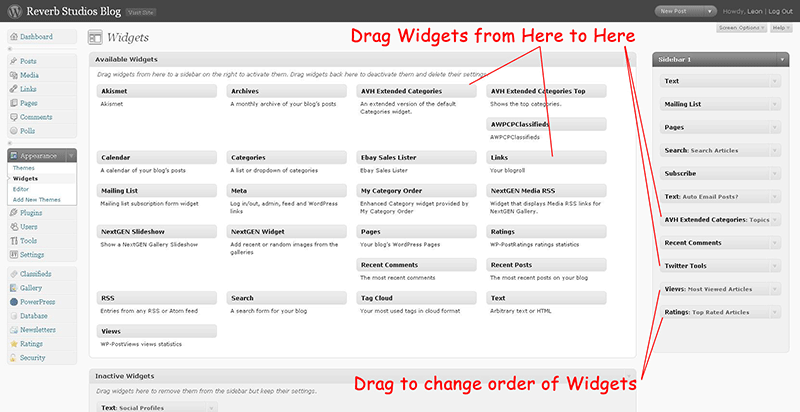 Reverb Studios Blog Visit Site
New Post
Howdy, Leon | Log Out
Screen Options
Help
Dashboard
Posts
Media
Links
Pages
Comments
Polls
Appearance
Themes
Widgets
Editor
Add New Themes
Plugins
Users
Tools
Settings
Classifieds
Gallery
PowerPress
Database
Newsletters
Ratings
Security
Widgets
Drag Widgets from Here to Here
Available Widgets
Drag widgets from here to a sidebar on the right to activate them. Drag widgets back here to deactivate them and delete their settings.
Akismet
Akismet
Archives
A monthly archive of your blog's posts
AVH Extended Categories
An extended version of the default
Categories widget.
AVH Extended Categories Top
Shows the top categories.
AWPCPClassifieds
AWPCPClassifieds
Calendar
A calendar of your blog's posts
Categories
A list or dropdown of categories
Ebay Sales Lister
Ebay Sales Lister
Links
Your blogroll
Mailing List
Mailing list subscription form widget
Meta
Log in/out, admin, feed and WordPress
links
My Category Order
Enhanced Category widget provided by
My Category Order
NextGEN Media RSS
Widget that displays Media RSS links for
NextGEN Gallery.
NextGEN Slideshow
Show a NextGEN Gallery Slideshow
NextGEN Widget
Add recent or random images from the
galleries
Pages
Your blog's WordPress Pages
Ratings
WP-PostRatings ratings statistics
Recent Comments
The most recent comments
Recent Posts
The most recent posts on your blog
RSS
Entries from any RSS or Atom feed
Search
A search form for your blog
Tag Cloud
Your most used tags in cloud format
Text
Arbitrary text or HTML
Views
WP-PostViews views statistics
Inactive Widgets
Drag widgets here to remove them from the sidebar but keep their settings.
Text: Social Profiles
Sidebar 1
Text
Mailing List
Pages
Search: Search Articles
Subscribe
Text: Auto Email Posts?
AVH Extended Categories: Topics
Recent Comments
Twitter Tools
Views: Most Viewed Articles
Ratings: Top Rated Articles
Drag to change order of Widgets